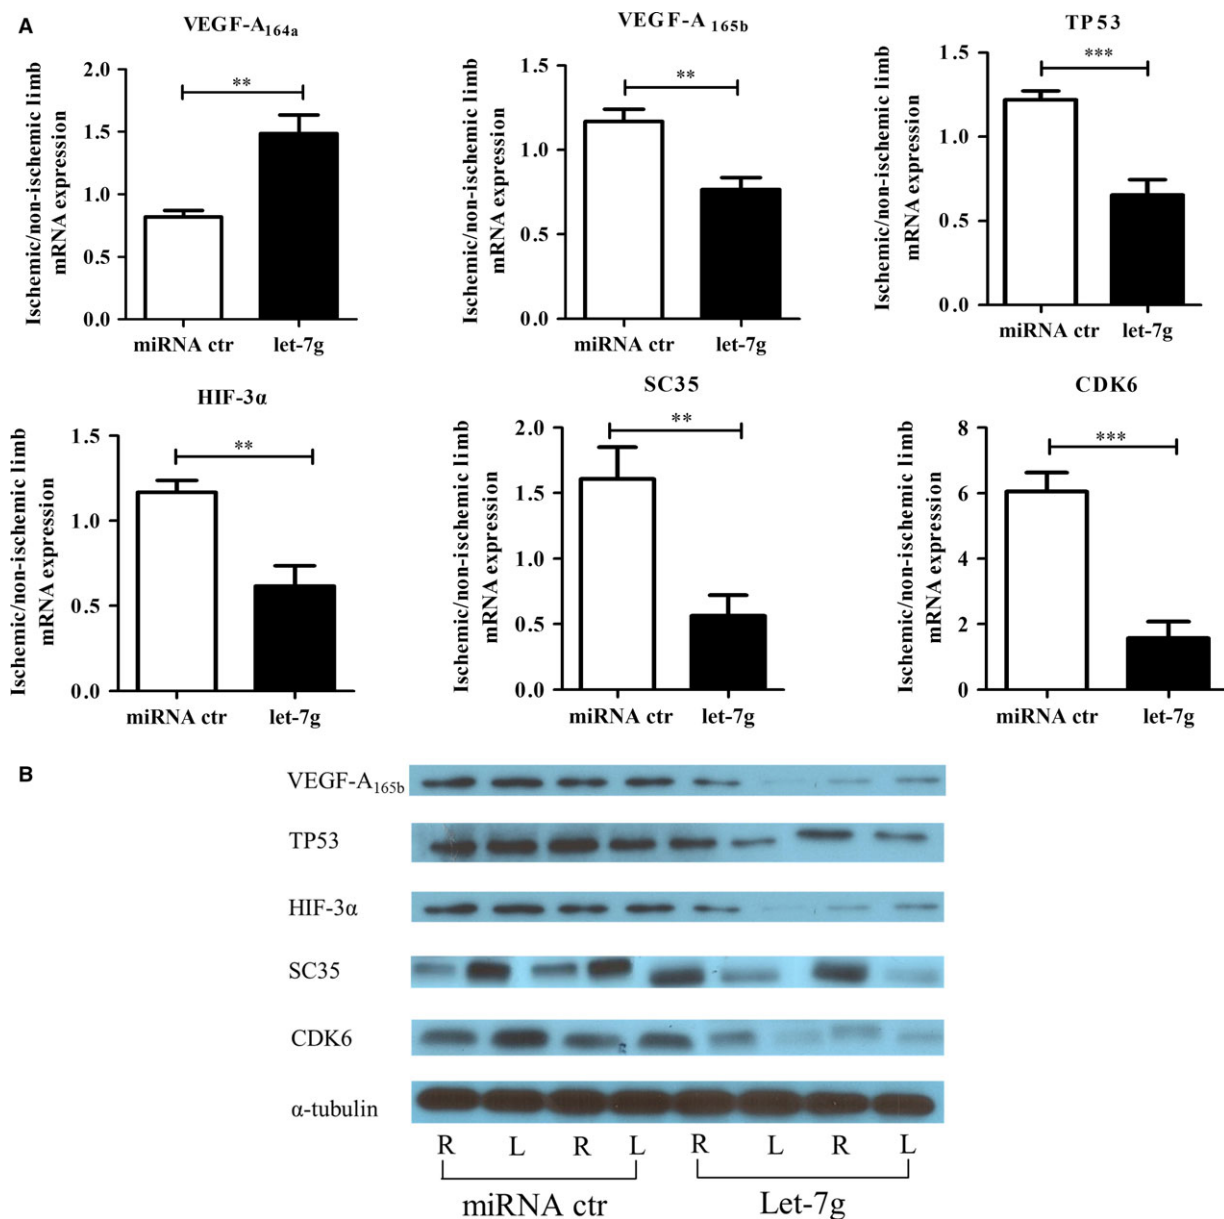 A
VEGF-A164a
Ischemic/non-ischemic limb
mRNA expression
2.0
1.5
1.0
0.5
0.0
**
miRNA ctr let-7g
VEGF-A 165b
Ischemic/non-ischemic limb
mRNA expression
1.5
1.0
0.5
0.0
**
miRNA ctr let-7g
TP53
Ischemic/non-ischemic limb
mRNA expression
1.5
1.0
0.5
0.0
***
miRNA ctr let-7g
HIF-3α
Ischemic/non-ischemic limb
mRNA expression
1.5
1.0
0.5
0.0
**
miRNA ctr let-7g
SC35
Ischemic/non-ischemic limb
mRNA expression
2.0
1.5
1.0
0.5
0.0
**
miRNA ctr let-7g
CDK6
Ischemic/non-ischemic limb
mRNA expression
8
6
4
2
0
***
miRNA ctr let-7g
B
VEGF-A165b
TP53
HIF-3α
SC35
CDK6
α-tubulin
R L R L R L R L
miRNA ctr Let-7g